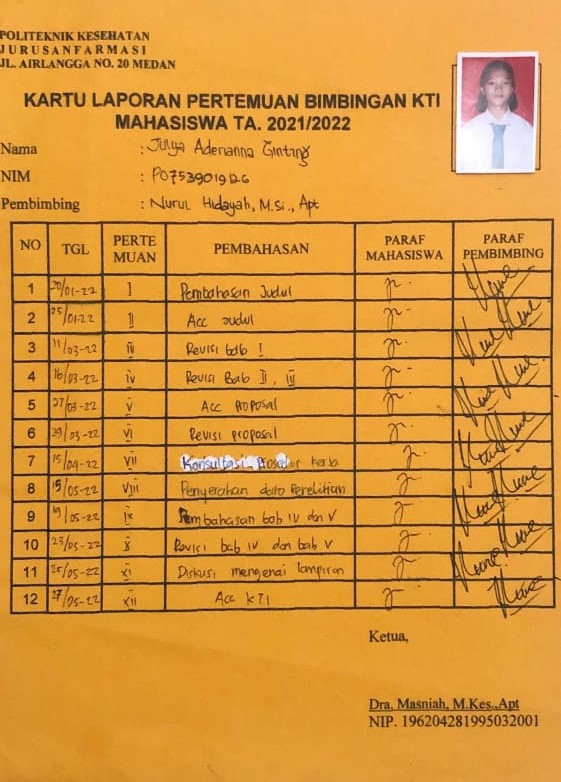 POLITEKNIK KESEHATAN
JURUSANFARMASI
JL. AIRLANGGA NO. 20 MEDAN
KARTU LAPORAN PERTEMUAN BIMBINGAN KTI
MAHASISWA TA. 2021/2022
Nama : Julya Aderianna Ginting
NIM : P07539019126
Pembimbing : Nurul Hidayah, M.Si., Apt
NO TGL PERTE MUAN PEMBAHASAN PARAF MAHASISWA PARAF PEMBIMBING
1 20/01-22 I Pembahasan Judul
2 25/01-22 II Acc Judul
3 11/03-22 Revisi bab I
4 16/03-22 IV Revisi Bab II, III
5 27/03-22 V Acc Proposal
6 29/03-22 VI Revisi proposal
7 15/04-22 VII Konsultasi Prosedur kerja
8 15/05-22 VIII Penyerahan data Penelitian
9 19/05-22 IX Pembahasan bab IV dan V
10 23/05-22 X Revisi bab IV dan bab V
11 25/05-22 XI Diskusi mengenai lampiran
12 27/05-22 XII Acc KTI
Ketua,
Dra. Masniah, M.Kes.,Apt
NIP. 196204281995032001